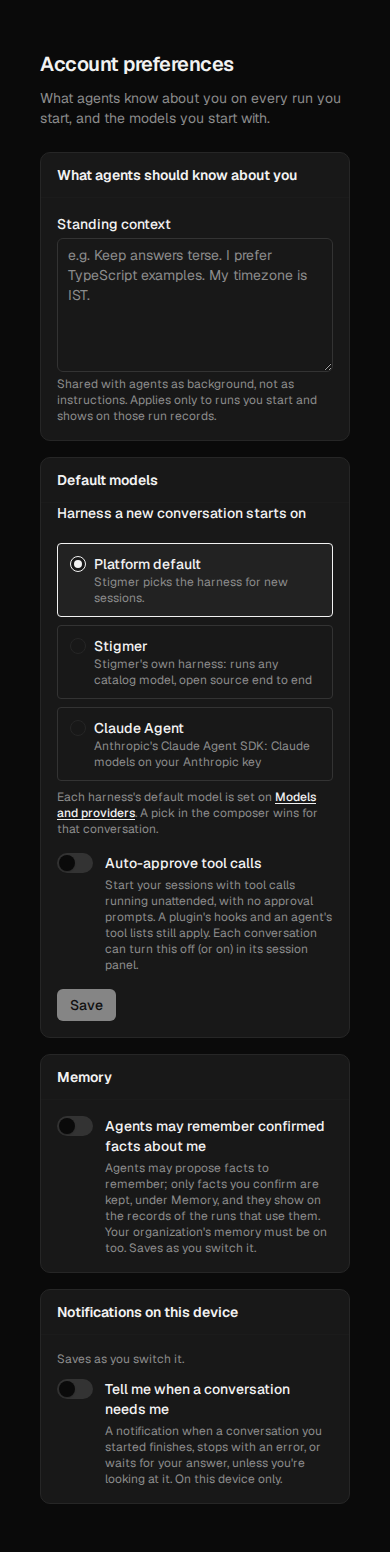 Account preferences
What agents know about you on every run you
start, and the models you start with.
What agents should know about you
Standing context
e.g. Keep answers terse. I prefer
TypeScript examples. My timezone is
IST.
Shared with agents as background, not as
instructions. Applies only to runs you start and
shows on those run records.
Default models
Harness a new conversation starts on
Platform default
Stigmer picks the harness for new
sessions.
Stigmer
Stigmer's own harness: runs any
catalog model, open source end to end
Claude Agent
Anthropic's Claude Agent SDK: Claude
models on your Anthropic key
Each harness's default model is set on Models
and providers. A pick in the composer wins for
that conversation.
Auto-approve tool calls
Start your sessions with tool calls
running unattended, with no approval
prompts. A plugin's hooks and an agent's
tool lists still apply. Each conversation
can turn this off (or on) in its session
panel.
Save
Memory
Agents may remember confirmed
facts about me
Agents may propose facts to
remember; only facts you confirm are
kept, under Memory, and they show on
the records of the runs that use them.
Your organization's memory must be on
too. Saves as you switch it.
Notifications on this device
Saves as you switch it.
Tell me when a conversation
needs me
A notification when a conversation you
started finishes, stops with an error, or
waits for your answer, unless you're
looking at it. On this device only.